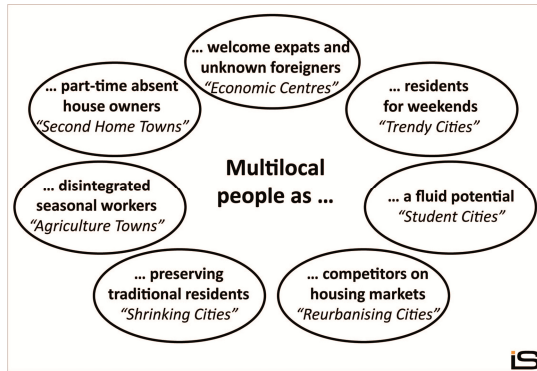 ... welcome expats and
unknown foreigners
“Economic Centres”
... part-time absent
house owners
“Second Home Towns”
... residents
for weekends
“Trendy Cities”
Multilocal
people as ...
... disintegrated
seasonal workers
“Agriculture Towns”
... a fluid potential
“Student Cities”
... preserving
traditional residents
“Shrinking Cities”
... competitors on
housing markets
“Reurbanising Cities”
iS